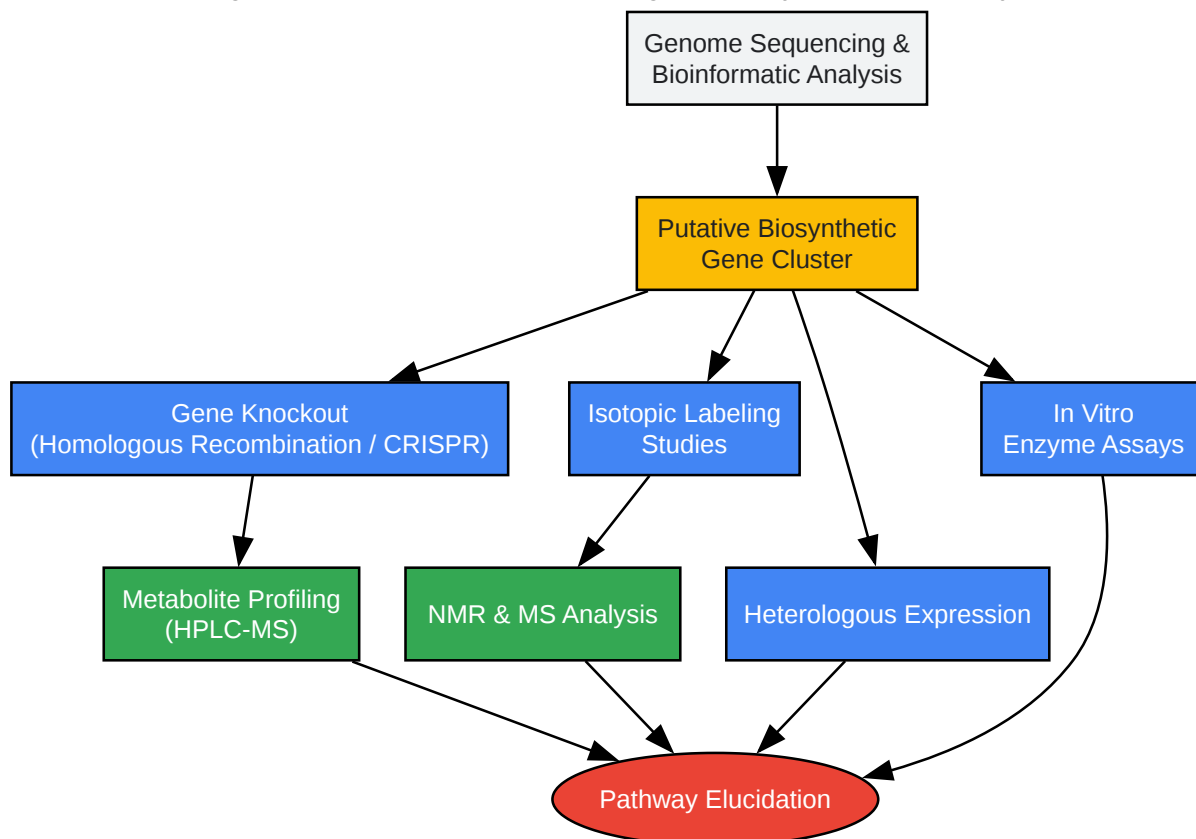 Genome Sequencing &
Bioinformatic Analysis
Putative Biosynthetic
Gene Cluster
Gene Knockout
(Homologous Recombination / CRISPR)
Isotopic Labeling
Studies
In Vitro
Enzyme Assays
Metabolite Profiling
(HPLC-MS)
NMR & MS Analysis
Heterologous Expression
Pathway Elucidation